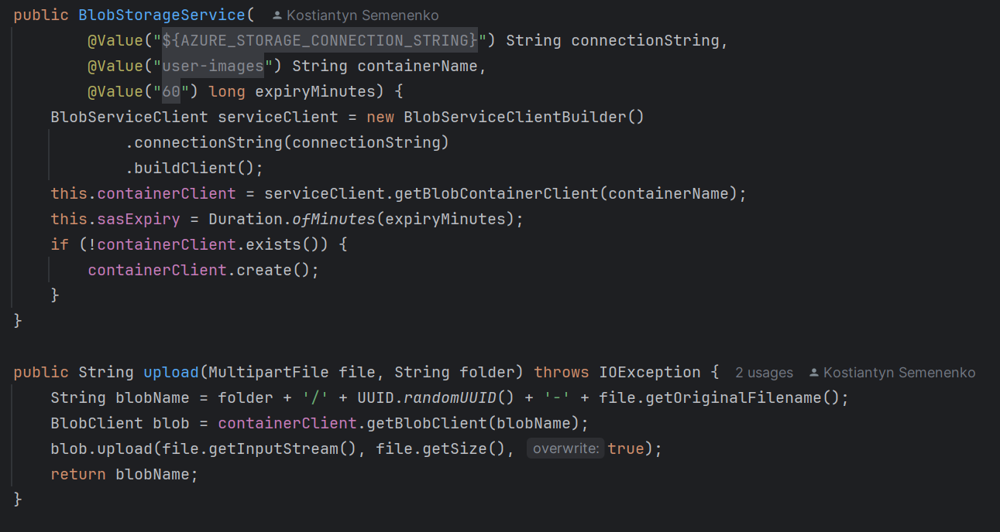 public BlobStorageService( Kostiantyn Semenenko
@Value("${AZURE_STORAGE_CONNECTION_STRING}") String connectionString,
@Value("user-images") String containerName,
@Value("60") long expiryMinutes) {
BlobServiceClient serviceClient = new BlobServiceClientBuilder()
.connectionString(connectionString)
.buildClient();
this.containerClient = serviceClient.getBlobContainerClient(containerName);
this.sasExpiry = Duration.ofMinutes(expiryMinutes);
if (!containerClient.exists()) {
containerClient.create();
}
}
public String upload(MultipartFile file, String folder) throws IOException { 2 usages Kostiantyn Semenenko
String blobName = folder + '/' + UUID.randomUUID() + '-' + file.getOriginalFilename();
BlobClient blob = containerClient.getBlobClient(blobName);
blob.upload(file.getInputStream(), file.getSize(), overwrite: true);
return blobName;
}